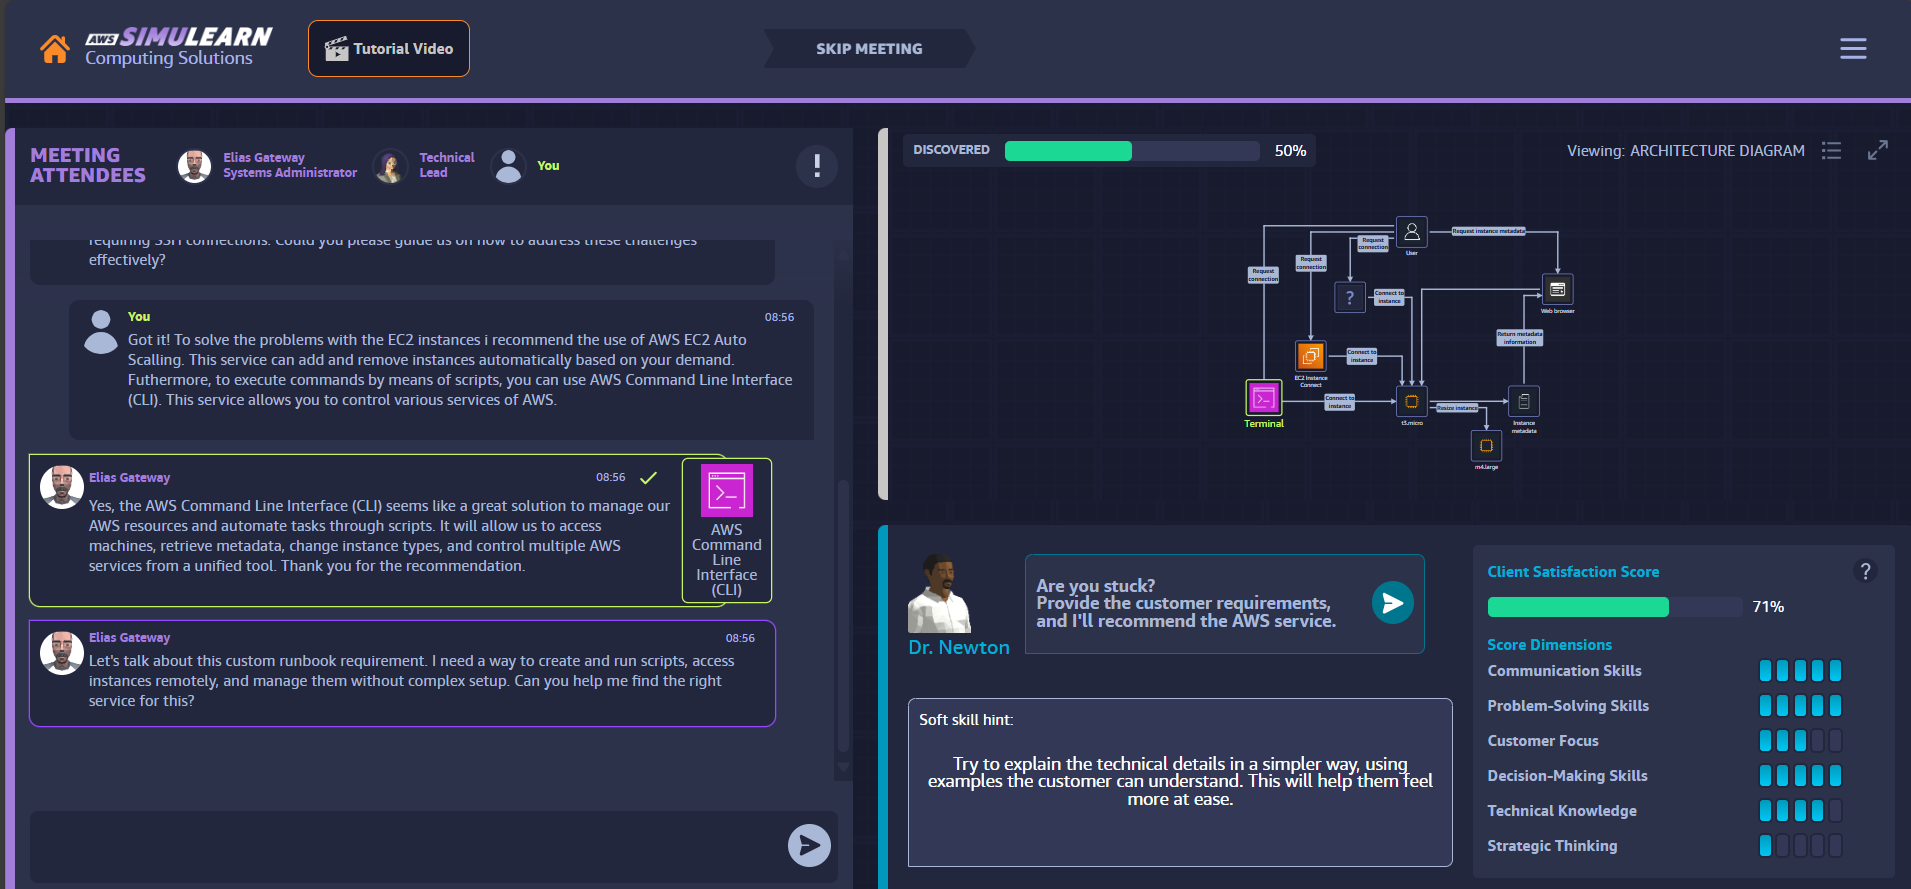 AWS SIMULEARN
Computing Solutions
Tutorial Video
SKIP MEETING
MEETING
ATTENDEES
Elias Gateway
Systems Administrator
Technical
Lead
You
!
requiring SSH connections. Could you please guide us on how to address these challenges
effectively?
You
08:56
Got it! To solve the problems with the EC2 instances i recommend the use of AWS EC2 Auto
Scalling. This service can add and remove instances automatically based on your demand.
Futhermore, to execute commands by means of scripts, you can use AWS Command Line Interface
(CLI). This service allows you to control various services of AWS.
Elias Gateway
08:56
Yes, the AWS Command Line Interface (CLI) seems like a great solution to manage our
AWS resources and automate tasks through scripts. It will allow us to access
machines, retrieve metadata, change instance types, and control multiple AWS
services from a unified tool. Thank you for the recommendation.
AWS
Command
Line
Interface
(CLI)
Elias Gateway
08:56
Let's talk about this custom runbook requirement. I need a way to create and run scripts, access
instances remotely, and manage them without complex setup. Can you help me find the right
service for this?
DISCOVERED
50%
Viewing: ARCHITECTURE DIAGRAM
User
Request instance metadata
Request
connection
Request
connection
Request
connection
?
Connect to
instance
Web browser
Return metadata
information
EC2 Instance
Connect
Connect to
instance
Terminal
Connect to
instance
t3.micro
Resize instance
Instance
metadata
m4.large
Dr. Newton
Are you stuck?
Provide the customer requirements,
and I'll recommend the AWS service.
Soft skill hint:
Try to explain the technical details in a simpler way, using
examples the customer can understand. This will help them feel
more at ease.
Client Satisfaction Score
?
71%
Score Dimensions
Communication Skills
Problem-Solving Skills
Customer Focus
Decision-Making Skills
Technical Knowledge
Strategic Thinking